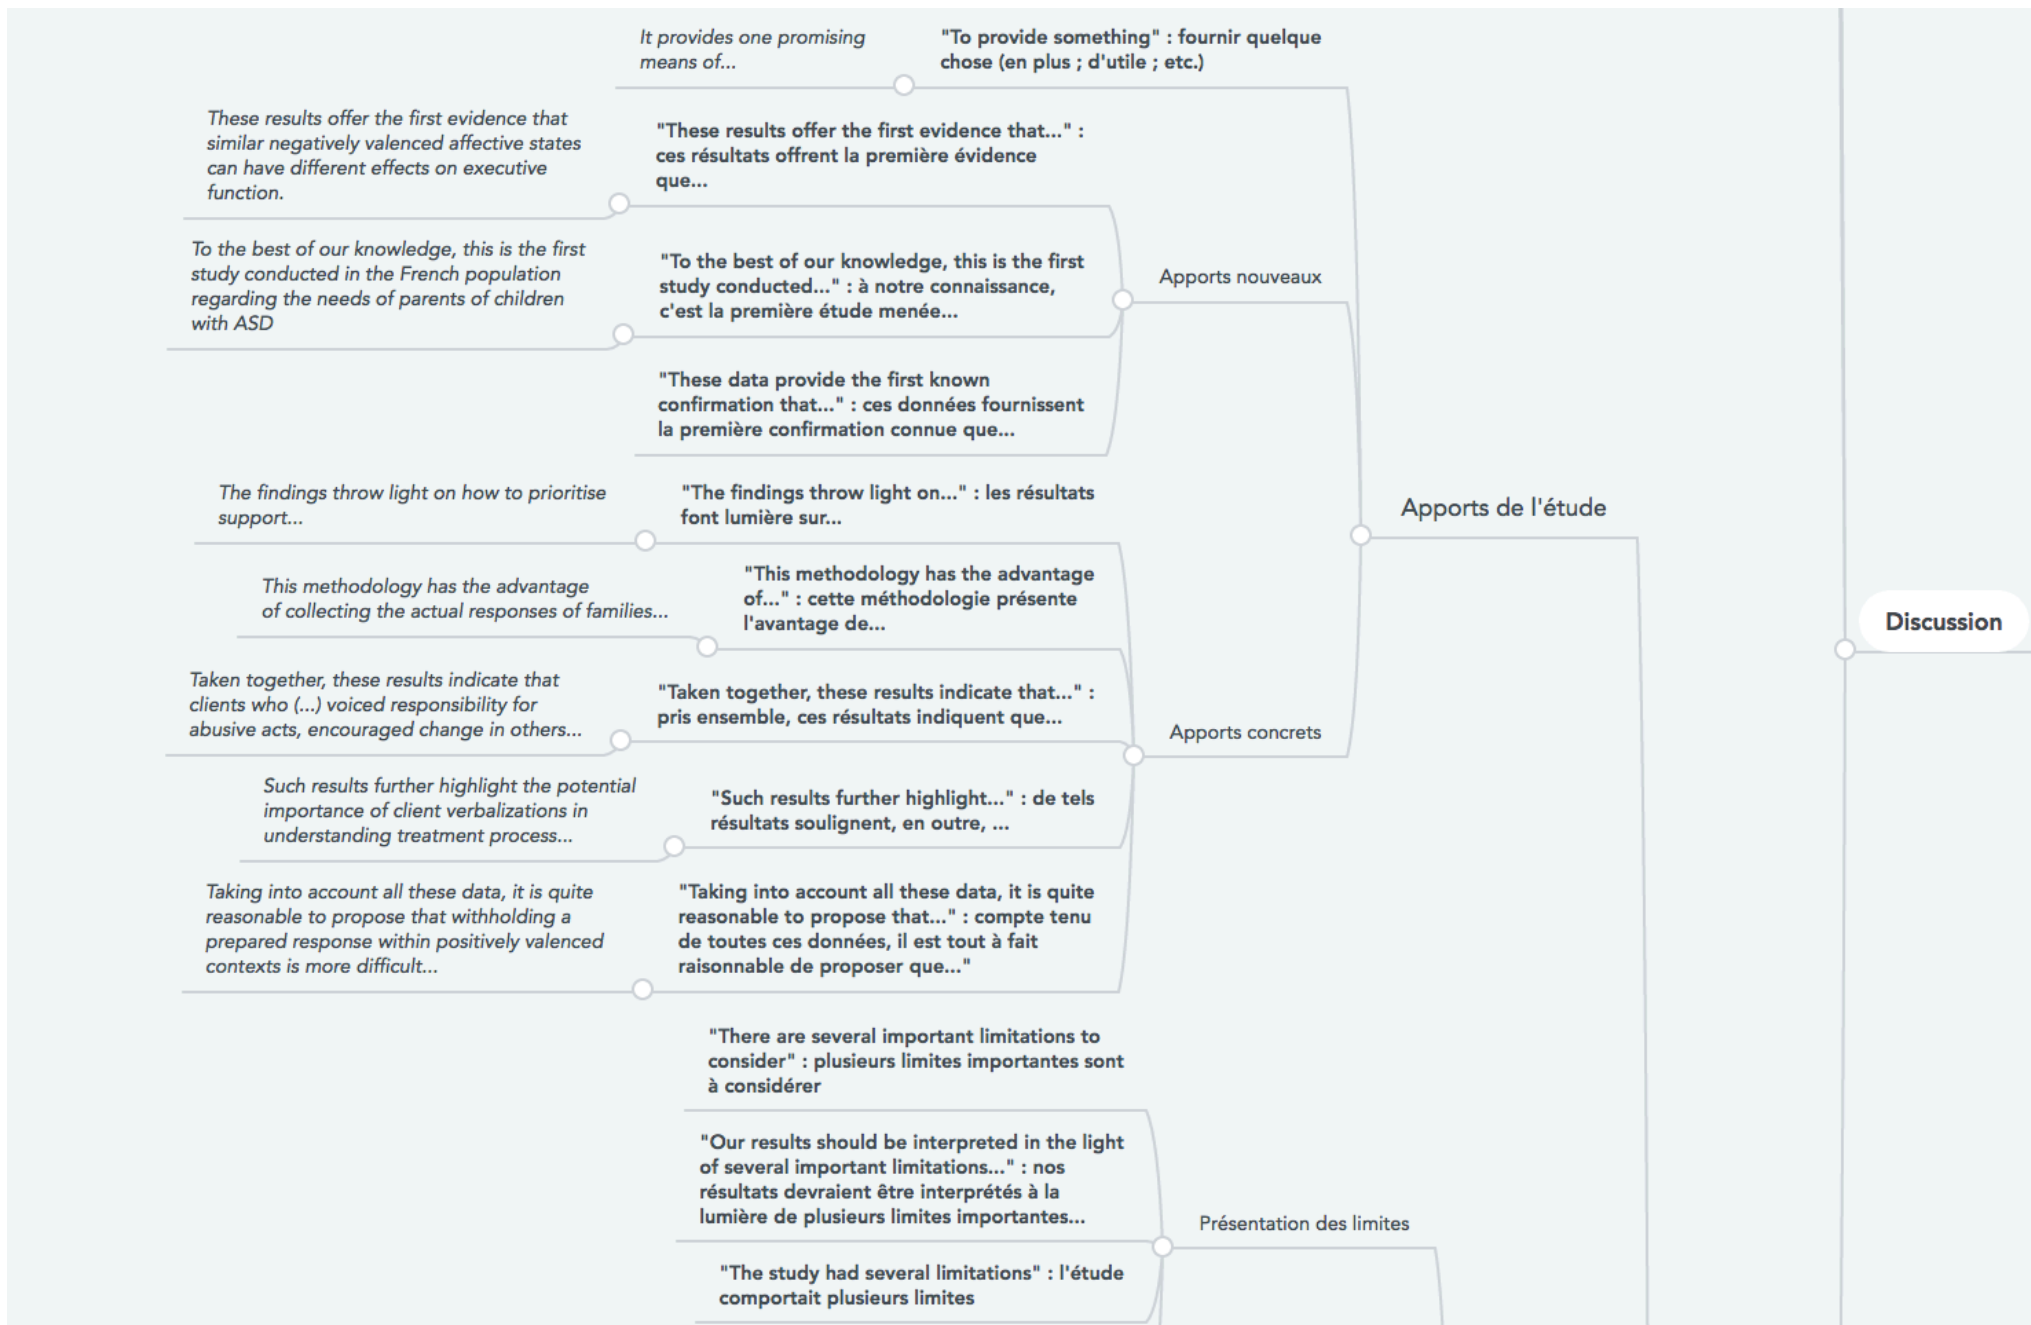 It provides one promising
means of...
"To provide something" : fournir quelque
chose (en plus ; d'utile ; etc.)
These results offer the first evidence that
similar negatively valenced affective states
can have different effects on executive
function.
"These results offer the first evidence that..." :
ces résultats offrent la première évidence
que...
To the best of our knowledge, this is the first
study conducted in the French population
regarding the needs of parents of children
with ASD
"To the best of our knowledge, this is the first
study conducted..." : à notre connaissance,
c'est la première étude menée...
Apports nouveaux
"These data provide the first known
confirmation that..." : ces données fournissent
la première confirmation connue que...
The findings throw light on how to prioritise
support...
"The findings throw light on..." : les résultats
font lumière sur...
Apports de l'étude
This methodology has the advantage
of collecting the actual responses of families...
"This methodology has the advantage
of..." : cette méthodologie présente
l'avantage de...
Discussion
Taken together, these results indicate that
clients who (...) voiced responsibility for
abusive acts, encouraged change in others...
"Taken together, these results indicate that..." :
pris ensemble, ces résultats indiquent que...
Apports concrets
Such results further highlight the potential
importance of client verbalizations in
understanding treatment process...
"Such results further highlight..." : de tels
résultats soulignent, en outre, ...
Taking into account all these data, it is quite
reasonable to propose that withholding a
prepared response within positively valenced
contexts is more difficult...
"Taking into account all these data, it is quite
reasonable to propose that..." : compte tenu
de toutes ces données, il est tout à fait
raisonnable de proposer que..."
"There are several important limitations to
consider" : plusieurs limites importantes sont
à considérer
"Our results should be interpreted in the light
of several important limitations..." : nos
résultats devraient être interprétés à la
lumière de plusieurs limites importantes...
Présentation des limites
"The study had several limitations" : l'étude
comportait plusieurs limites